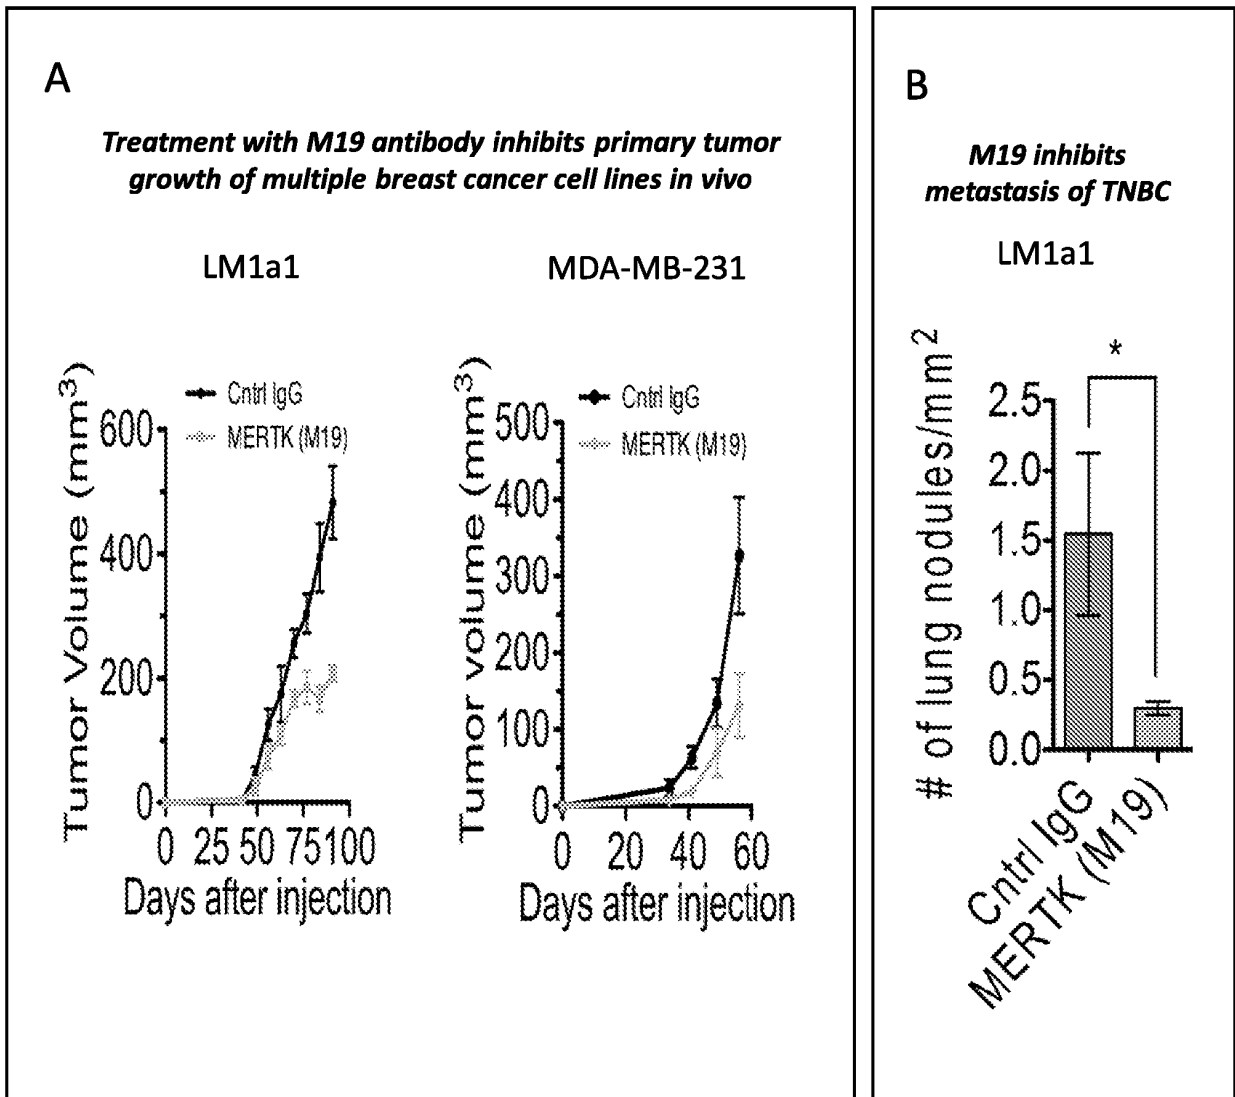 A
Treatment with M19 antibody inhibits primary tumor
growth of multiple breast cancer cell lines in vivo
LM1a1
Tumor Volume (mm3)
Cntrl IgG
MERTK (M19)
600
400
200
0
0 25 50 75 100
Days after injection
MDA-MB-231
Tumor volume (mm3)
Cntrl IgG
MERTK (M19)
500
400
300
200
100
0
0 20 40 60
Days after injection
B
M19 inhibits
metastasis of TNBC
LM1a1
# of lung nodules/mm2
*
2.5
2.0
1.5
1.0
0.5
0.0
Cntrl IgG
MERTK (M19)